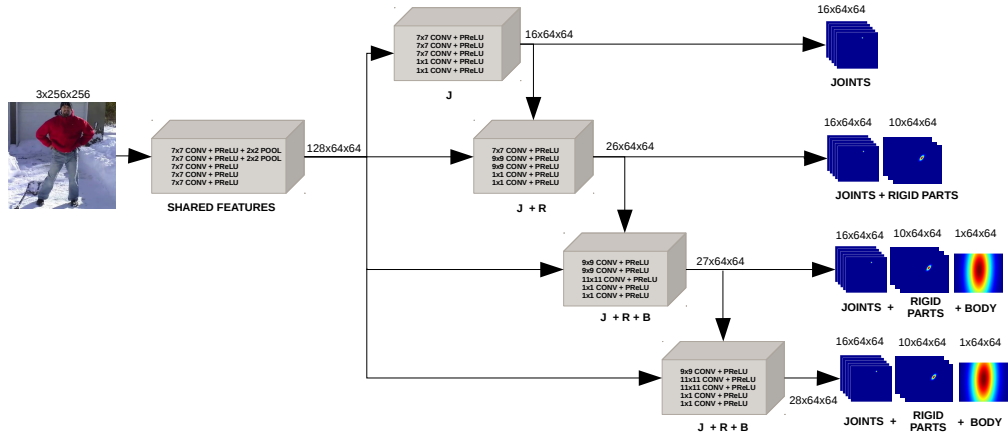 3x256x256
7x7 CONV + PReLU + 2x2 POOL
7x7 CONV + PReLU + 2x2 POOL
7x7 CONV + PReLU
7x7 CONV + PReLU
7x7 CONV + PReLU
SHARED FEATURES
128x64x64
7x7 CONV + PReLU
7x7 CONV + PReLU
7x7 CONV + PReLU
1x1 CONV + PReLU
1x1 CONV + PReLU
J
16x64x64
16x64x64
JOINTS
7x7 CONV + PReLU
9x9 CONV + PReLU
9x9 CONV + PReLU
1x1 CONV + PReLU
1x1 CONV + PReLU
J + R
26x64x64
16x64x64 10x64x64
JOINTS + RIGID PARTS
9x9 CONV + PReLU
9x9 CONV + PReLU
11x11 CONV + PReLU
1x1 CONV + PReLU
1x1 CONV + PReLU
J + R + B
27x64x64
16x64x64 10x64x64 1x64x64
JOINTS + RIGID PARTS + BODY
9x9 CONV + PReLU
11x11 CONV + PReLU
11x11 CONV + PReLU
1x1 CONV + PReLU
1x1 CONV + PReLU
J + R + B
28x64x64
16x64x64 10x64x64 1x64x64
JOINTS + RIGID PARTS + BODY